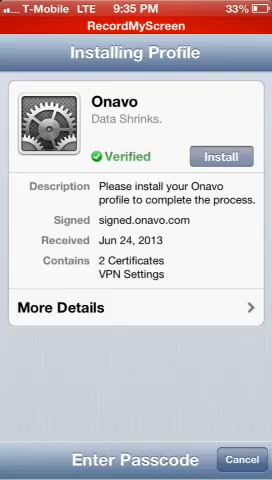 T-Mobile LTE 9:35 PM 33%
RecordMyScreen
Installing Profile
Onavo
Data Shrinks.
Verified
Install
Description Please install your Onavo
profile to complete the process.
Signed signed.onavo.com
Received Jun 24, 2013
Contains 2 Certificates
VPN Settings
More Details
Enter Passcode
Cancel